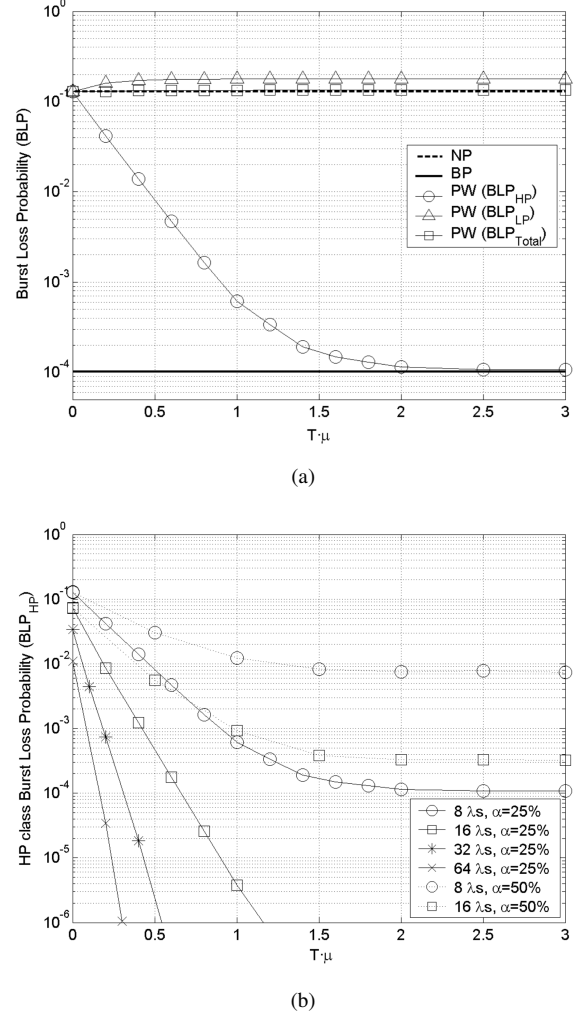 10^0
10^-1
10^-2
10^-3
10^-4
Burst Loss Probability (BLP)
NP
BP
PW (BLP_HP)
PW (BLP_LP)
PW (BLP_Total)
0 0.5 1 1.5 2 2.5 3
T·μ
(a)
10^0
10^-1
10^-2
10^-3
10^-4
10^-5
10^-6
HP class Burst Loss Probability (BLP_HP)
8 λs, α=25%
16 λs, α=25%
32 λs, α=25%
64 λs, α=25%
8 λs, α=50%
16 λs, α=50%
0 0.5 1 1.5 2 2.5 3
T·μ
(b)